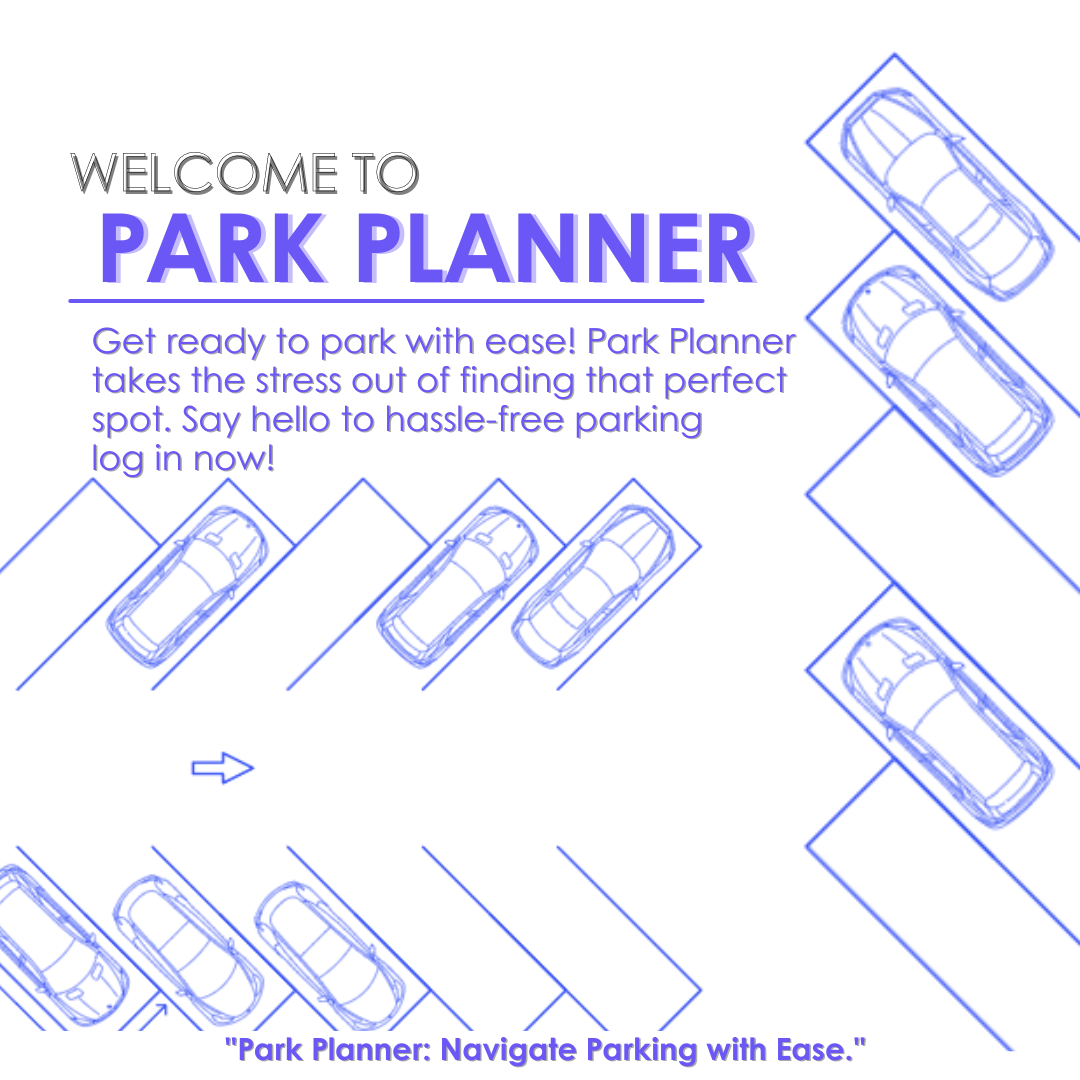 WELCOME TO
PARK PLANNER
Get ready to park with ease! Park Planner
takes the stress out of finding that perfect
spot. Say hello to hassle-free parking
log in now!
"Park Planner: Navigate Parking with Ease."